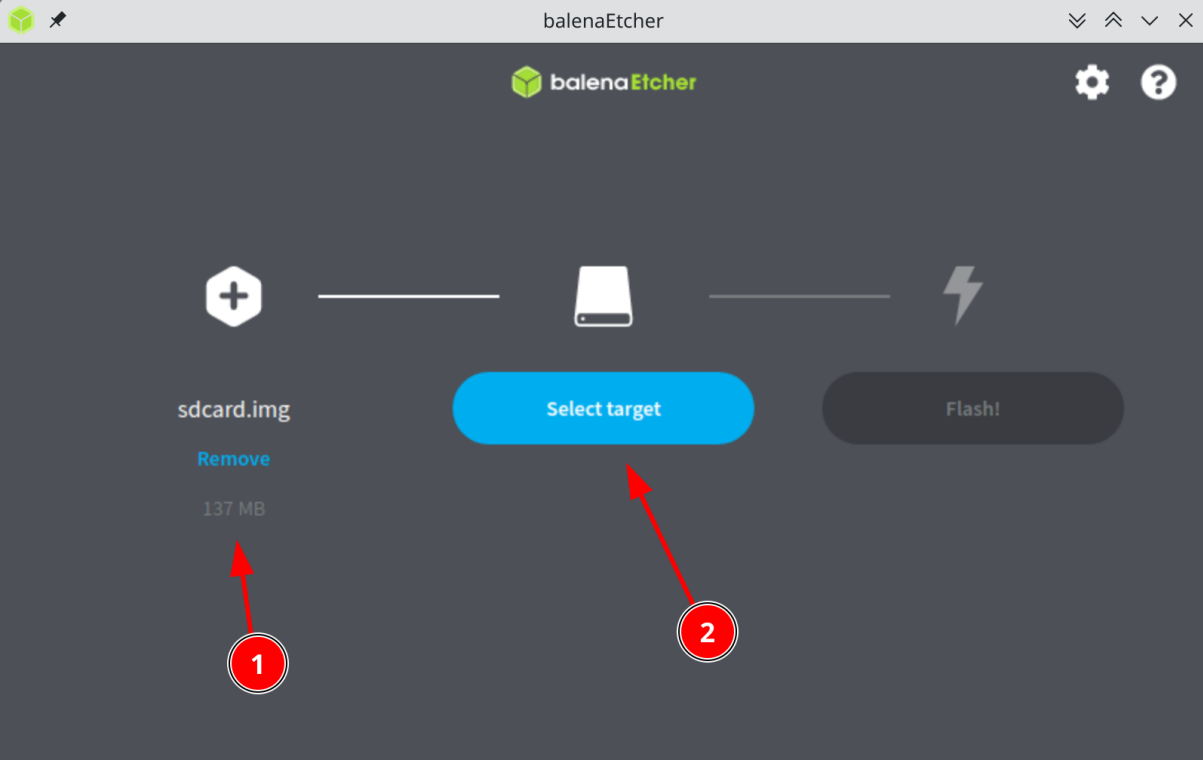 balenaEtcher
balenaEtcher
sdcard.img
Select target
Flash!
Remove
137 MB
1
2